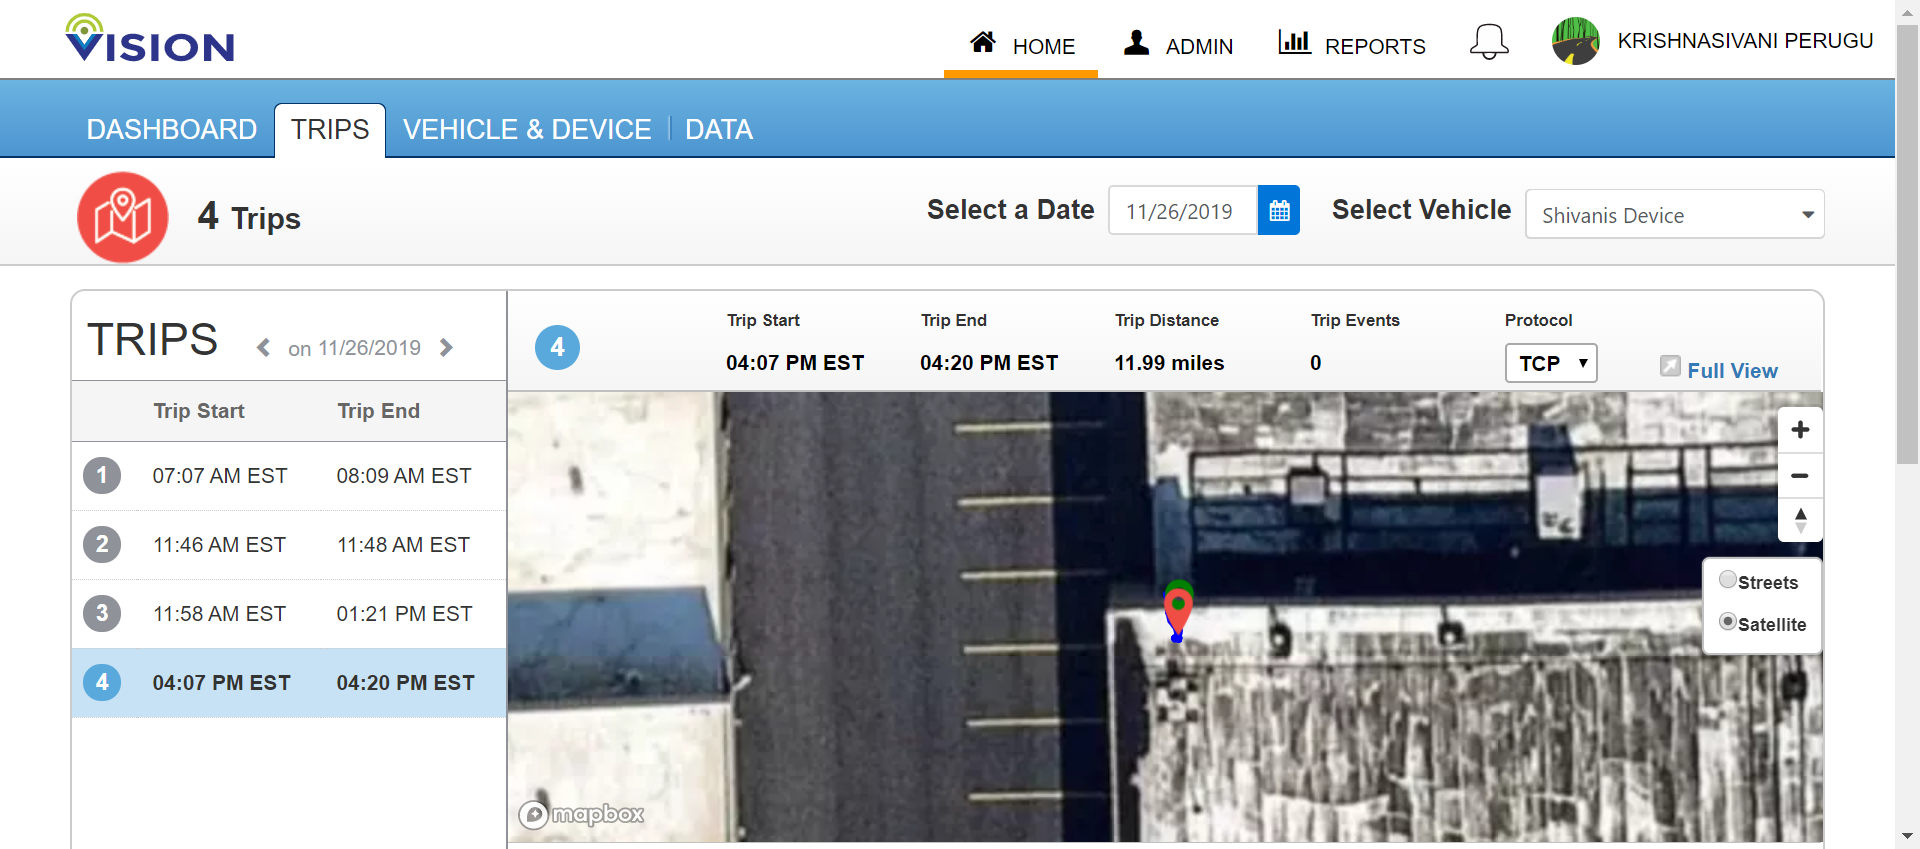 VISION
HOME
ADMIN
REPORTS
KRISHNASIVANI PERUGU
DASHBOARD
TRIPS
VEHICLE & DEVICE
DATA
4 Trips
Select a Date
11/26/2019
Select Vehicle
Shivanis Device
TRIPS
on 11/26/2019
Trip Start Trip End
1 07:07 AM EST 08:09 AM EST
2 11:46 AM EST 11:48 AM EST
3 11:58 AM EST 01:21 PM EST
4 04:07 PM EST 04:20 PM EST
4
Trip Start Trip End Trip Distance Trip Events Protocol
04:07 PM EST 04:20 PM EST 11.99 miles 0 TCP
Full View
Streets
Satellite
mapbox